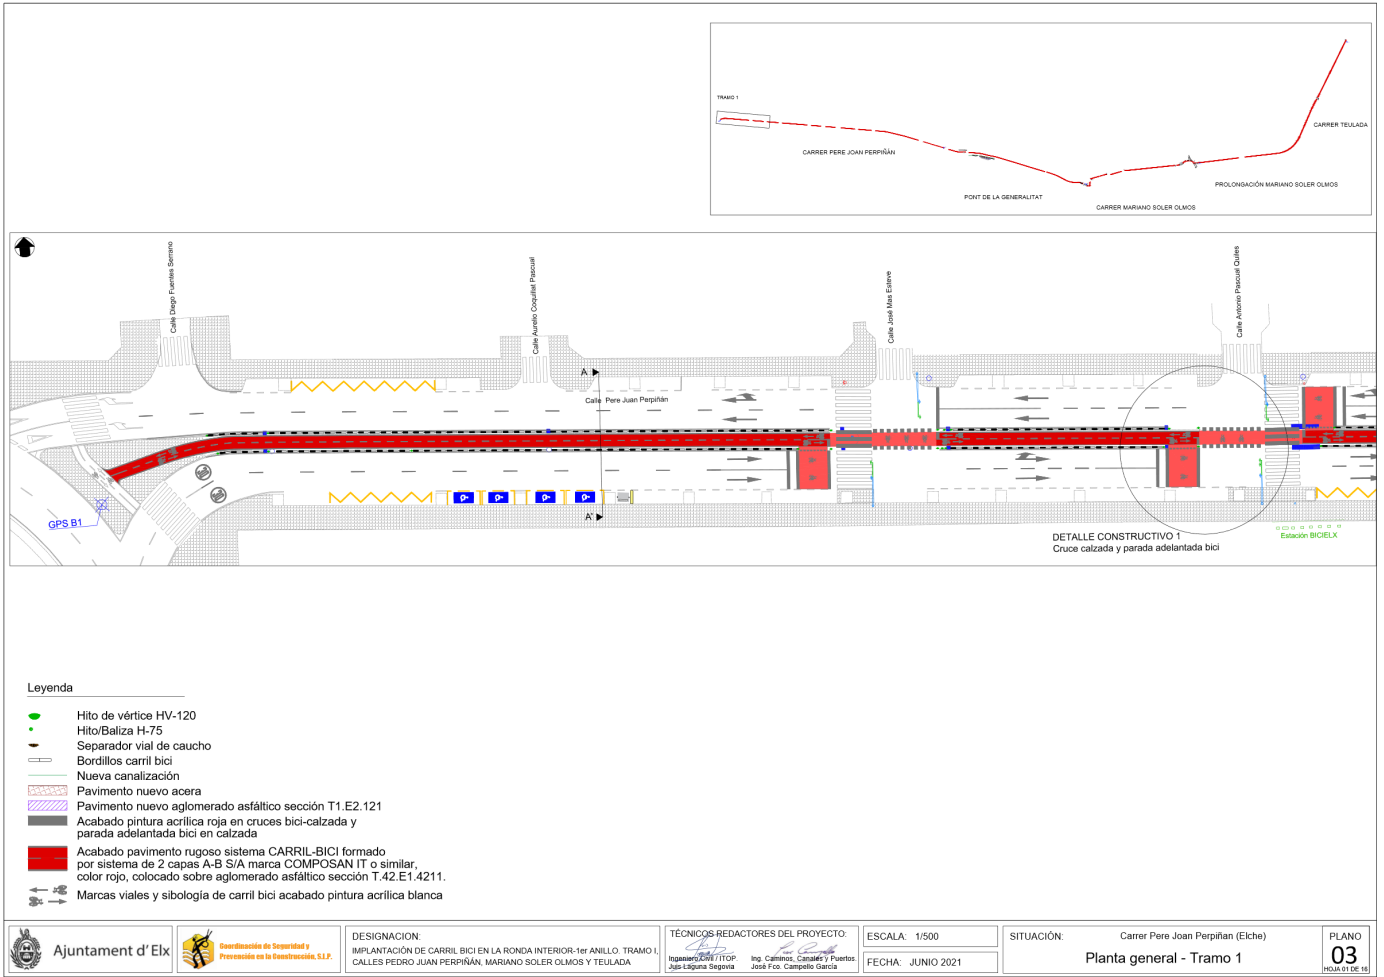 TRAMO 1
CARRER TEULADA
CARRER PERE JOAN PERPIÑÁN
PROLONGACIÓN MARIANO SOLER OLMOS
PONT DE LA GENERALITAT
CARRER MARIANO SOLER OLMOS
Calle Diego Fuentes Serrano
Calle Aurelio Coquillat Pascual
Calle José Mas Esteve
Calle Antonio Pascual Quiles
A
Calle Pere Juan Perpiñán
GPS B1
A'
DETALLE CONSTRUCTIVO 1
Cruce calzada y parada adelantada bici
Estación BICIELX
Leyenda
Hito de vértice HV-120
Hito/Baliza H-75
Separador vial de caucho
Bordillos carril bici
Nueva canalización
Pavimento nuevo acera
Pavimento nuevo aglomerado asfáltico sección T1.E2.121
Acabado pintura acrílica roja en cruces bici-calzada y
parada adelantada bici en calzada
Acabado pavimento rugoso sistema CARRIL-BICI formado
por sistema de 2 capas A-B S/A marca COMPOSAN IT o similar,
color rojo, colocado sobre aglomerado asfáltico sección T.42.E1.4211.
Marcas viales y sibología de carril bici acabado pintura acrílica blanca
Ajuntament d'Elx
Coordinación de Seguridad y
Prevención en la Construcción, S.L.P.
DESIGNACION:
IMPLANTACIÓN DE CARRIL BICI EN LA RONDA INTERIOR-1er ANILLO. TRAMO I,
CALLES PEDRO JUAN PERPIÑÁN, MARIANO SOLER OLMOS Y TEULADA
TÉCNICOS REDACTORES DEL PROYECTO:
Ingeniero Civil / ITOP.
Juis Laguna Segovia
Ing. Caminos, Canales y Puertos.
José Fco. Campello García
ESCALA: 1/500
FECHA: JUNIO 2021
SITUACIÓN:
Carrer Pere Joan Perpiñan (Elche)
Planta general - Tramo 1
PLANO
03
HOJA 01 DE 16